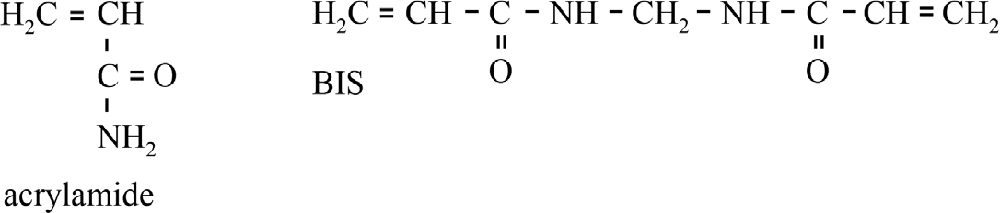 H₂C = CH
C = O
NH₂
acrylamide
H₂C = CH – C – NH – CH₂ – NH – C – CH = CH₂
O O
BIS